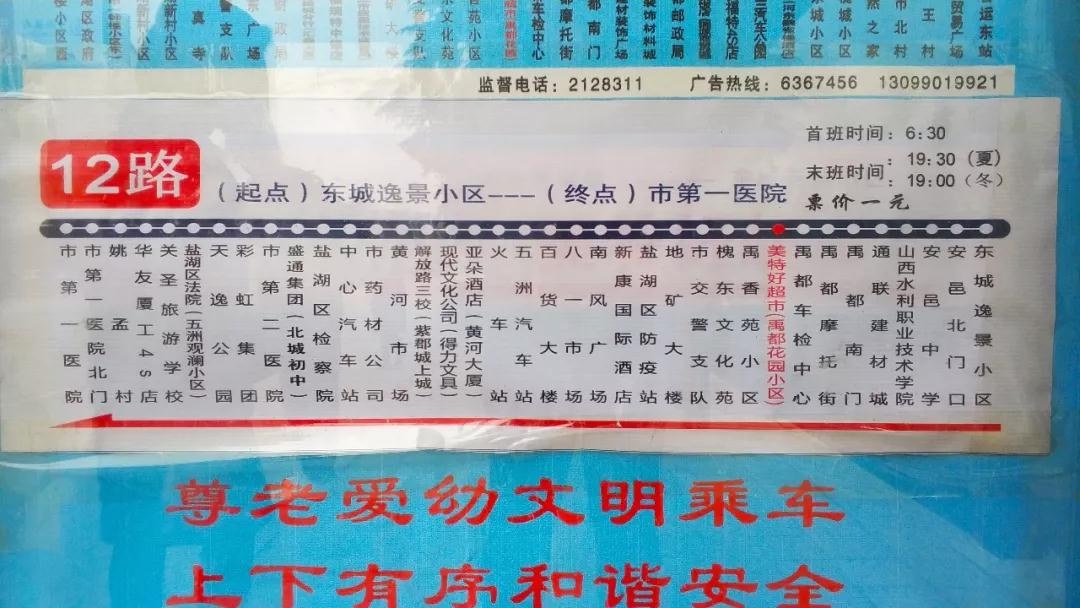 监督电话：2128311 广告热线：6367456 13099019921
12路
（起点）东城逸景小区---（终点）市第一医院
首班时间：6:30
末班时间：19:30（夏）
：19:00（冬）
票价一元
市第一医院
市第一医院北门
姚孟村
华友厦工4S店
关圣旅游学校
盐湖区法院（五洲观澜小区）
天逸公园
彩虹集团
市第二医院
盛通集团（北城初中）
盐湖区检察院
中心汽车站
市药材公司
黄河市场
解放路三校（紫郡城上城）
现代文化公司（得力文具）
亚朵酒店（黄河大厦）
火车站
五洲汽车站
百货大楼
八一市场
南风广场
新康国际酒店
盐湖区防疫站
地矿大楼
市交警支队
槐东文化苑
禹香苑小区
美特好超市（禹都花园小区）
禹都车检中心
禹都摩托街
禹都南门
通联建材城
山西水利职业技术学院
安邑中学
安邑北门口
东城逸景小区
尊老爱幼文明乘车
上下有序和谐安全